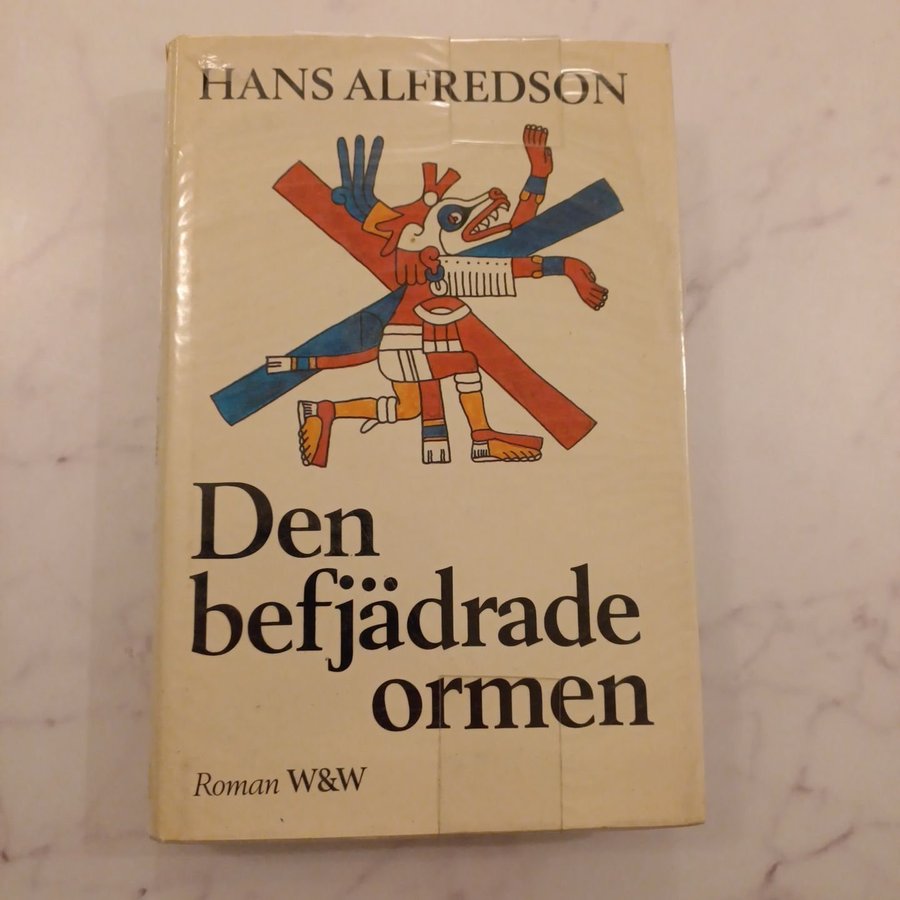 HANS ALFREDSON
Den
befjädrade
ormen
Roman W&W